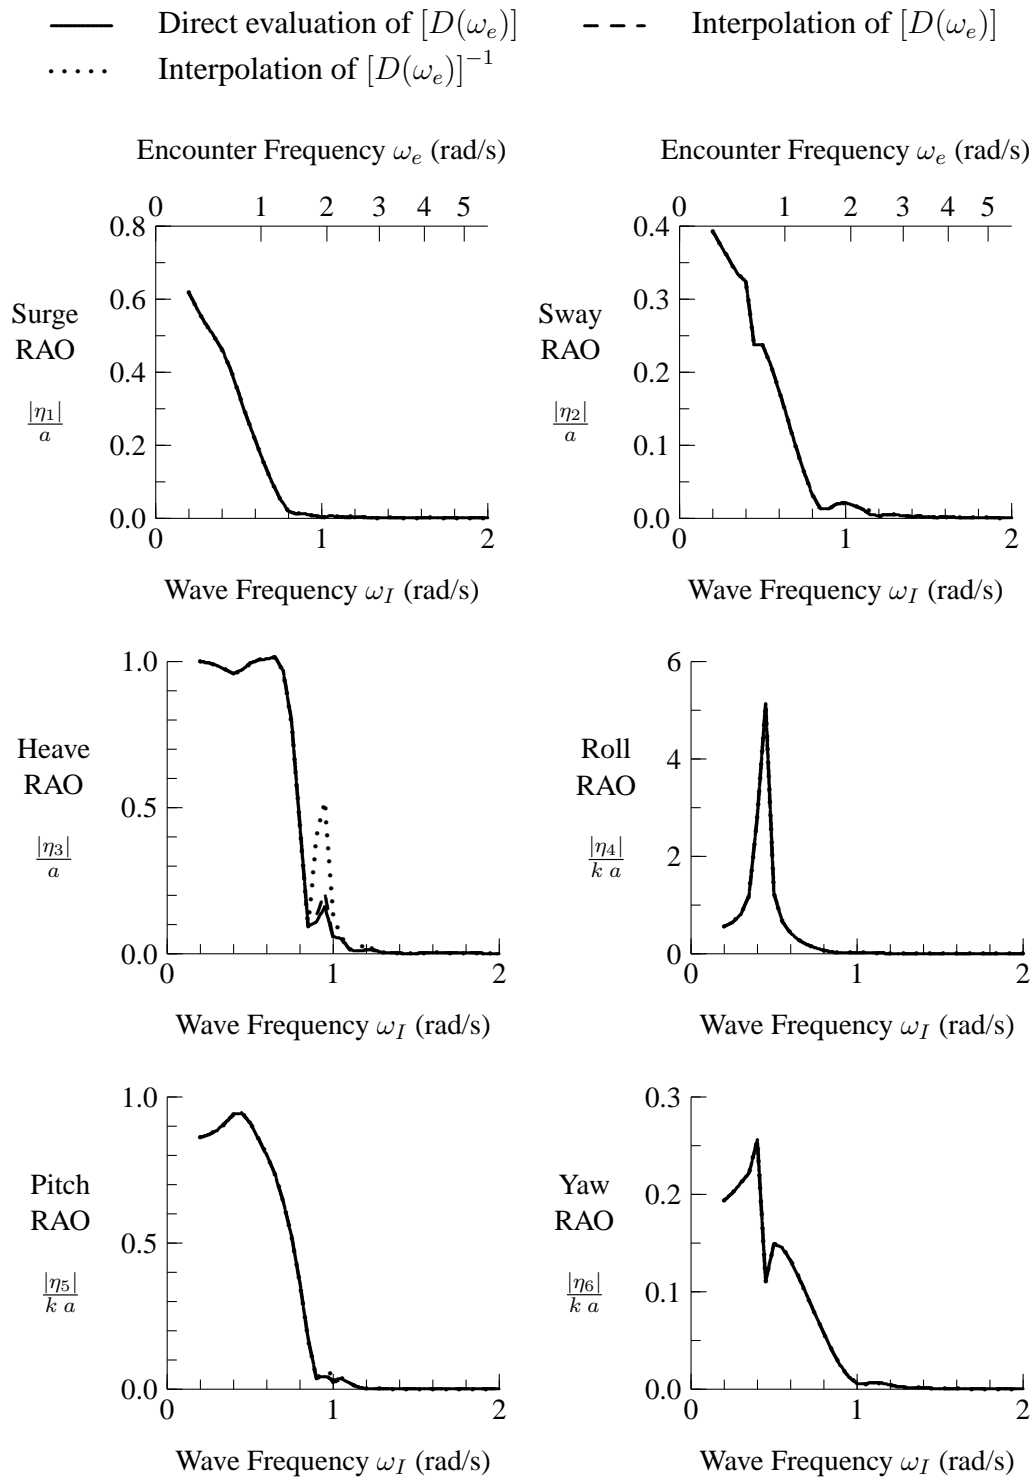 Direct evaluation of [D(ω_e)]
Interpolation of [D(ω_e)]
Interpolation of [D(ω_e)]^{-1}
Encounter Frequency ω_e (rad/s)
0 1 2 3 4 5
0.8
0.6
0.4
0.2
0.0
Surge
RAO
|η_1|
a
0 1 2
Wave Frequency ω_I (rad/s)
Encounter Frequency ω_e (rad/s)
0 1 2 3 4 5
0.4
0.3
0.2
0.1
0.0
Sway
RAO
|η_2|
a
0 1 2
Wave Frequency ω_I (rad/s)
1.0
0.5
0.0
Heave
RAO
|η_3|
a
0 1 2
Wave Frequency ω_I (rad/s)
6
4
2
0
Roll
RAO
|η_4|
k a
0 1 2
Wave Frequency ω_I (rad/s)
1.0
0.5
0.0
Pitch
RAO
|η_5|
k a
0 1 2
Wave Frequency ω_I (rad/s)
0.3
0.2
0.1
0.0
Yaw
RAO
|η_6|
k a
0 1 2
Wave Frequency ω_I (rad/s)